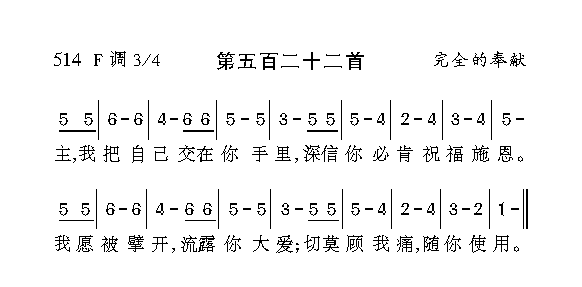 514 F 调 3/4 第五百二十二首 完全的奉献
5 5|6-6|4-6 6|5-5|3-5 5|5-4|2-4|3-4|5-
主,我把自己交在你手里,深信你必肯祝福施恩。
5 5|6-6|4-6 6|5-5|3-5 5|5-4|2-4|3-2|1-‖
我愿被擘开,流露你大爱;切莫顾我痛,随你使用。